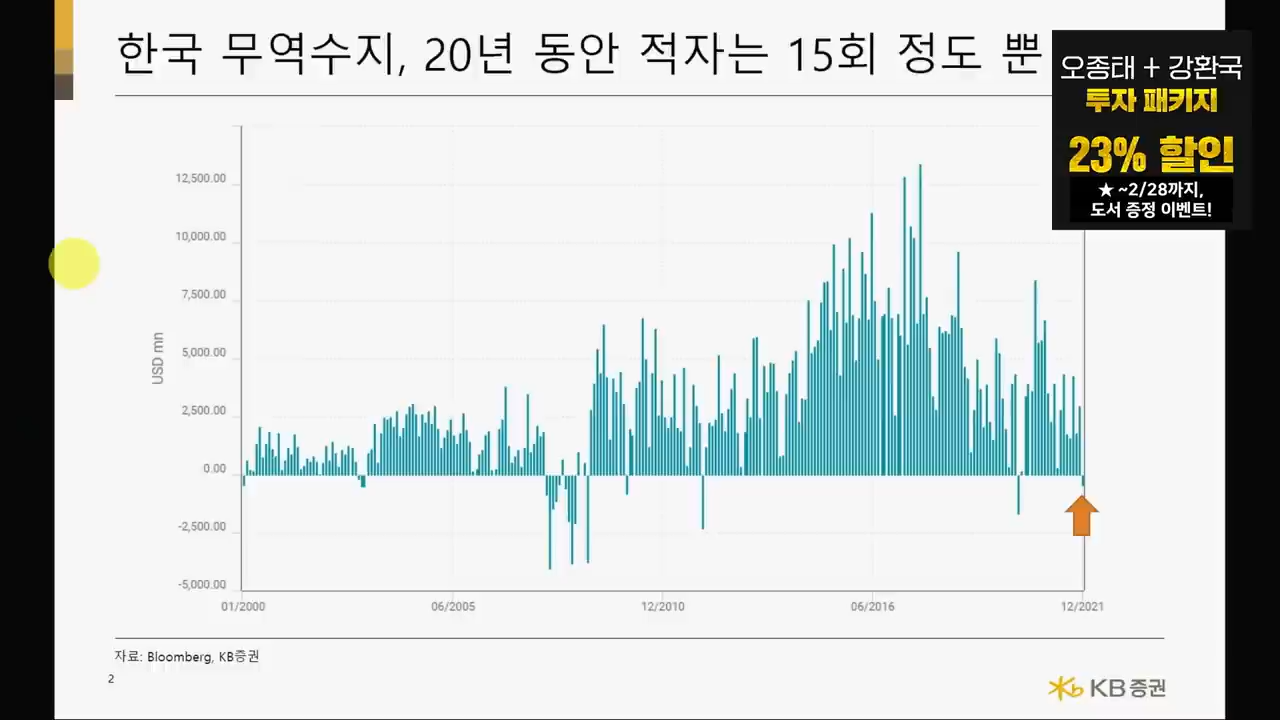 한국 무역수지, 20년 동안 적자는 15회 정도 뿐
오종태 + 강환국
투자 패키지
23% 할인
★ ~2/28까지,
도서 증정 이벤트!
USD mn
12,500.00
10,000.00
7,500.00
5,000.00
2,500.00
0.00
-2,500.00
-5,000.00
01/2000 06/2005 12/2010 06/2016 12/2021
자료: Bloomberg, KB증권
2
KB 증권